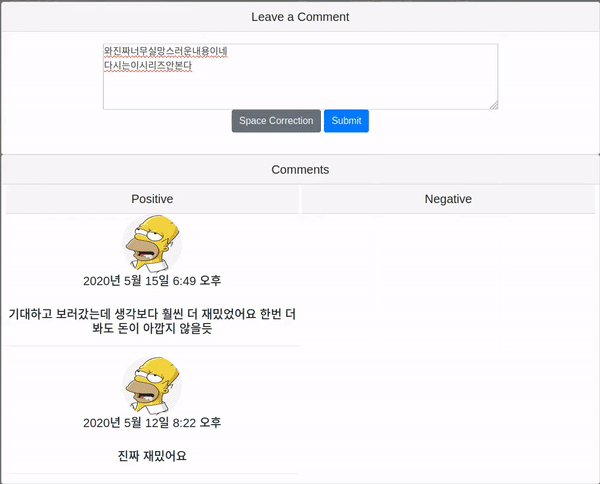 Leave a Comment
와진짜너무실망스러운내용이네
다시는이시리즈안본다
Space Correction Submit
Comments
Positive Negative
2020년 5월 15일 6:49 오후
기대하고 보러갔는데 생각보다 훨씬 더 재밌었어요 한번 더
봐도 돈이 아깝지 않을듯
2020년 5월 12일 8:22 오후
진짜 재밌어요